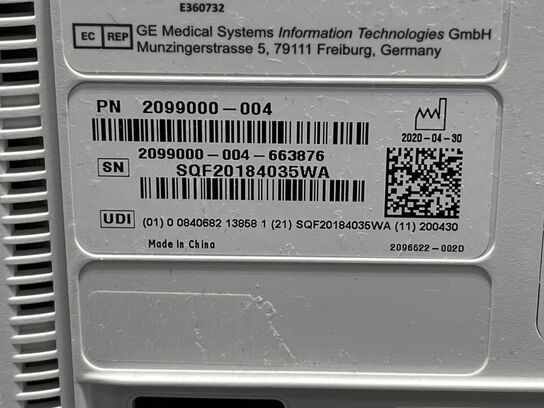 E360732
EC REP GE Medical Systems Information Technologies GmbH
Munzingerstrasse 5, 79111 Freiburg, Germany
PN 2099000-004
2020-04-30
2099000-004-663876
SN SQF20184035WA
UDI (01) 0 0840682 13858 1 (21) SQF20184035WA (11) 200430
Made in China 2096622-002D